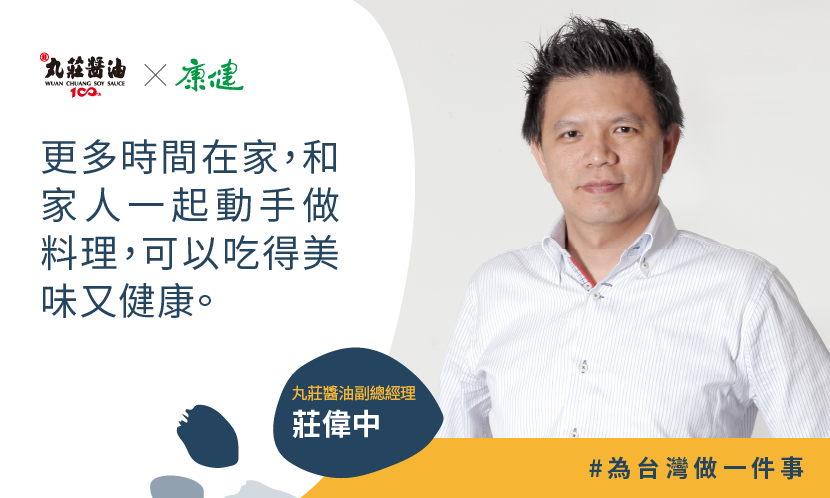 丸莊醬油
WUAN CHUANG SOY SAUCE
100th
康健
更多時間在家，和
家人一起動手做
料理，可以吃得美
味又健康。
丸莊醬油副總經理
莊偉中
#為台灣做一件事